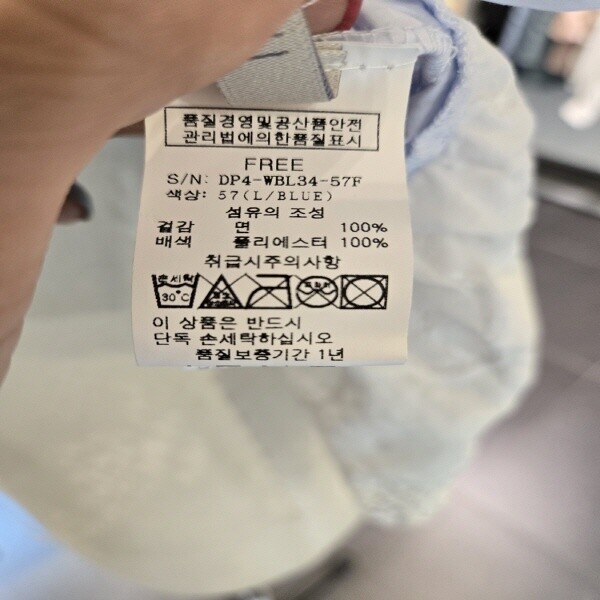 품질경영및공산품안전
관리법에의한품질표시
FREE
S/N: DP4-WBL34-57F
색상: 57(L/BLUE)
섬유의 조성
겉감 면 100%
배색 폴리에스터 100%
취급시주의사항
손세탁
30°C
이 상품은 반드시
단독 손세탁하십시오
품질보증기간 1년